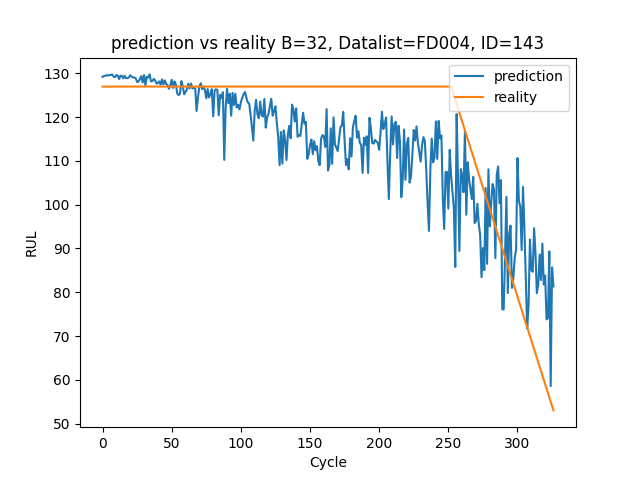 prediction vs reality B=32, Datalist=FD004, ID=143
prediction
reality
RUL
130
120
110
100
90
80
70
60
50
0 50 100 150 200 250 300
Cycle